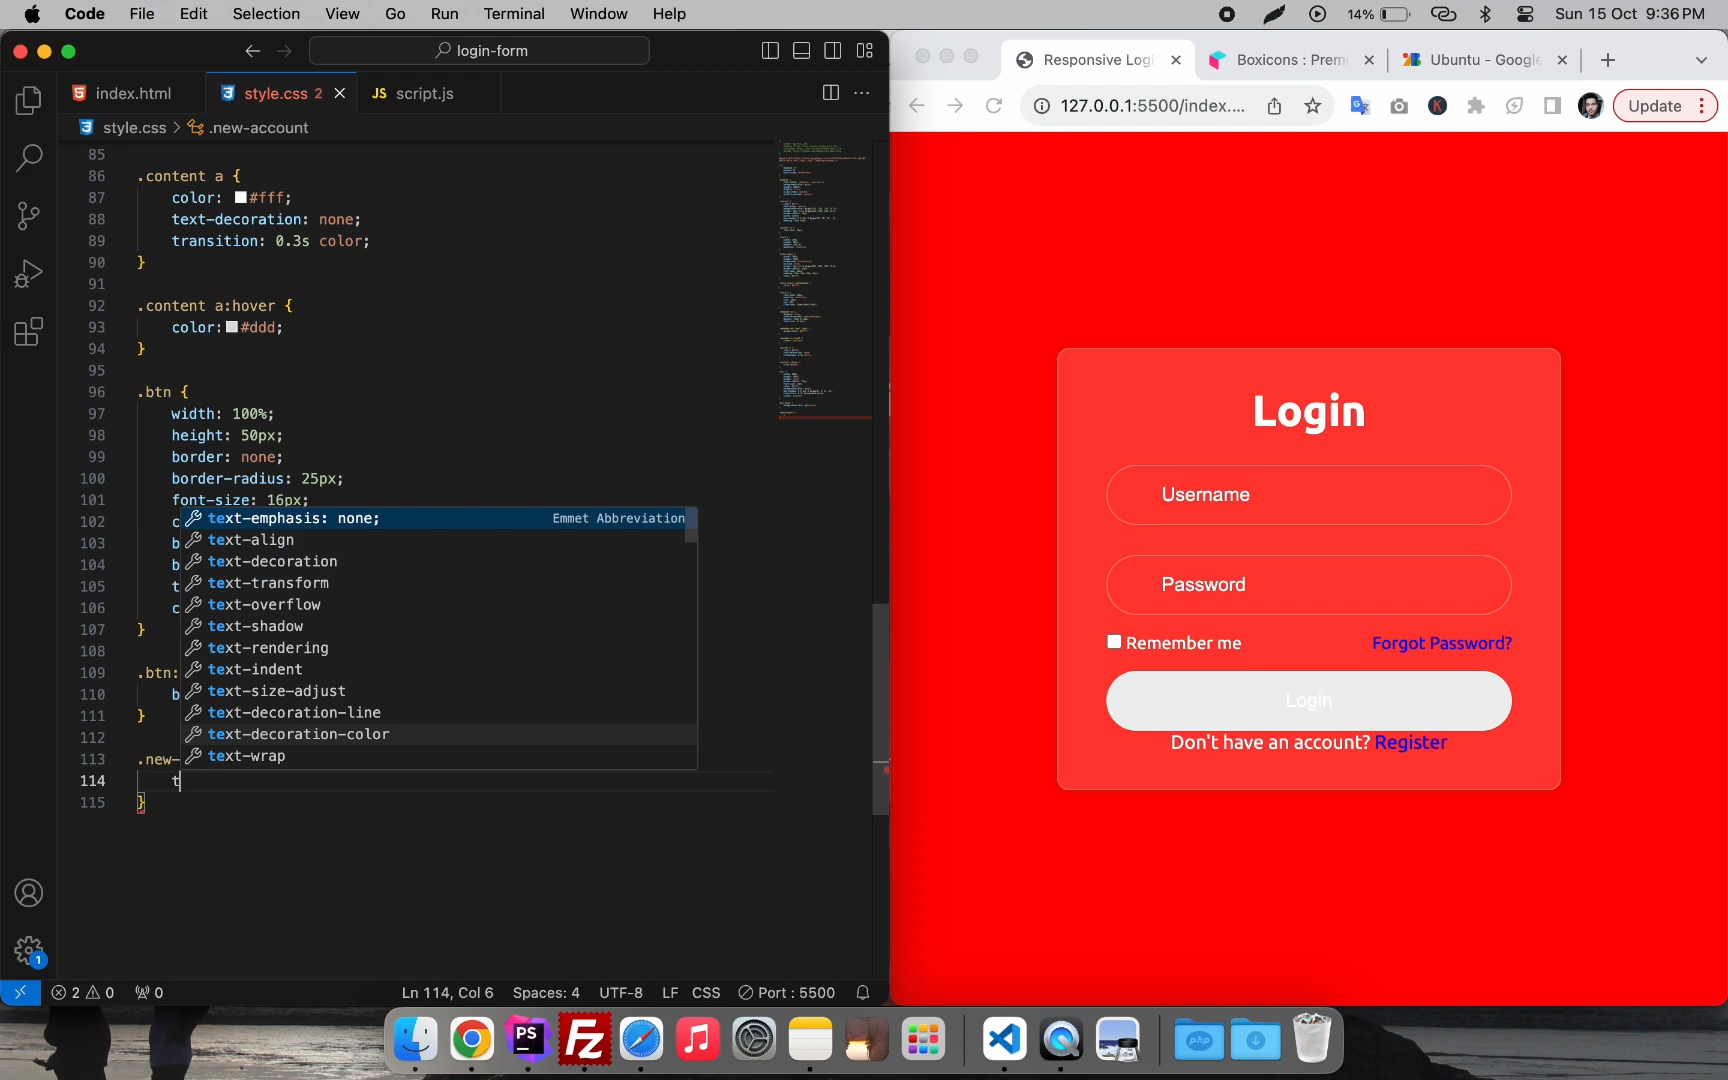 Code File Edit Selection View Go Run Terminal Window Help 14% Sun 15 Oct 9:36 PM
login-form
index.html style.css 2 JS script.js
style.css > .new-account
85
86 .content a {
87 color: #fff;
88 text-decoration: none;
89 transition: 0.3s color;
90 }
91
92 .content a:hover {
93 color: #ddd;
94 }
95
96 .btn {
97 width: 100%;
98 height: 50px;
99 border: none;
100 border-radius: 25px;
101 font-size: 16px;
102 c
103 b
104 b
105 t
106 c
107 }
108
109 .btn:
110 b
111 }
112
113 .new-
114 t
115 }
text-emphasis: none; Emmet Abbreviation
text-align
text-decoration
text-transform
text-overflow
text-shadow
text-rendering
text-indent
text-size-adjust
text-decoration-line
text-decoration-color
text-wrap
1
2 0 0 Ln 114, Col 6 Spaces: 4 UTF-8 LF CSS Port : 5500
Responsive Logi Boxicons : Premi Ubuntu - Google
127.0.0.1:5500/index.... K Update
Login
Username
Password
Remember me Forgot Password?
Login
Don't have an account? Register
PS
FZ
php